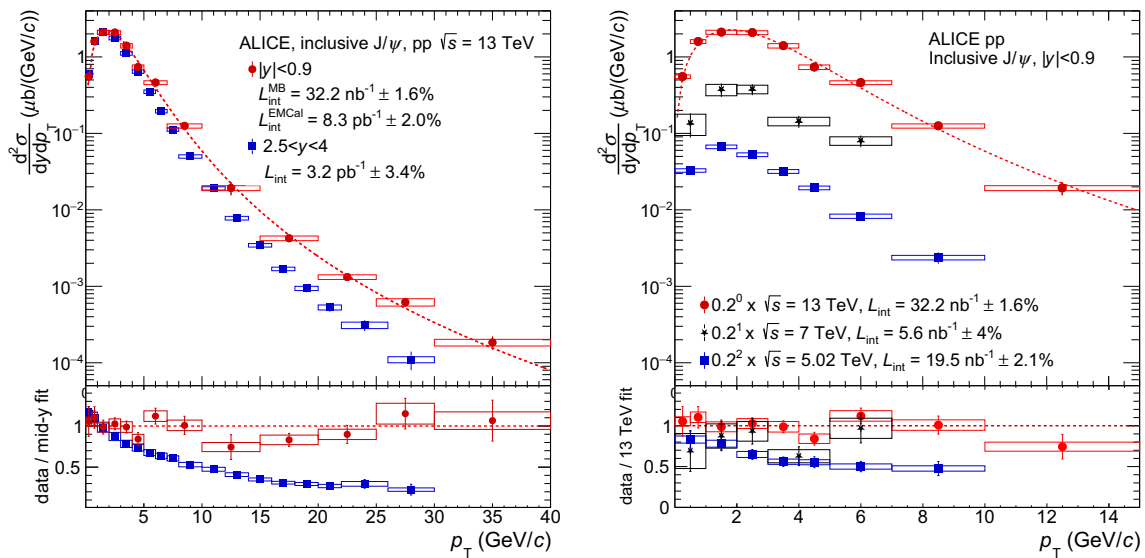 ALICE, inclusive J/ψ, pp √s = 13 TeV
|y|<0.9
L_int^MB = 32.2 nb⁻¹ ± 1.6%
L_int^EMCal = 8.3 pb⁻¹ ± 2.0%
2.5<y<4
L_int = 3.2 pb⁻¹ ± 3.4%
d²σ/dydp_T (μb/(GeV/c))
1
10⁻¹
10⁻²
10⁻³
10⁻⁴
data / mid-y fit
1
0.5
5 10 15 20 25 30 35 40
p_T (GeV/c)
ALICE pp
Inclusive J/ψ, |y|<0.9
d²σ/dydp_T (μb/(GeV/c))
1
10⁻¹
10⁻²
10⁻³
10⁻⁴
0.2⁰ x √s = 13 TeV, L_int = 32.2 nb⁻¹ ± 1.6%
0.2¹ x √s = 7 TeV, L_int = 5.6 nb⁻¹ ± 4%
0.2² x √s = 5.02 TeV, L_int = 19.5 nb⁻¹ ± 2.1%
data / 13 TeV fit
1
0.5
0
2 4 6 8 10 12 14
p_T (GeV/c)